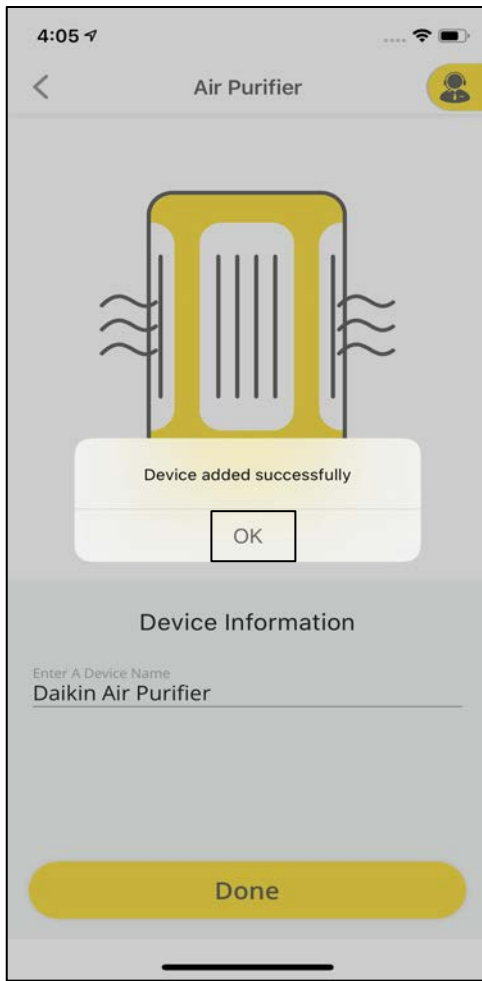 4:05
Air Purifier
Device added successfully
OK
Device Information
Enter A Device Name
Daikin Air Purifier
Done